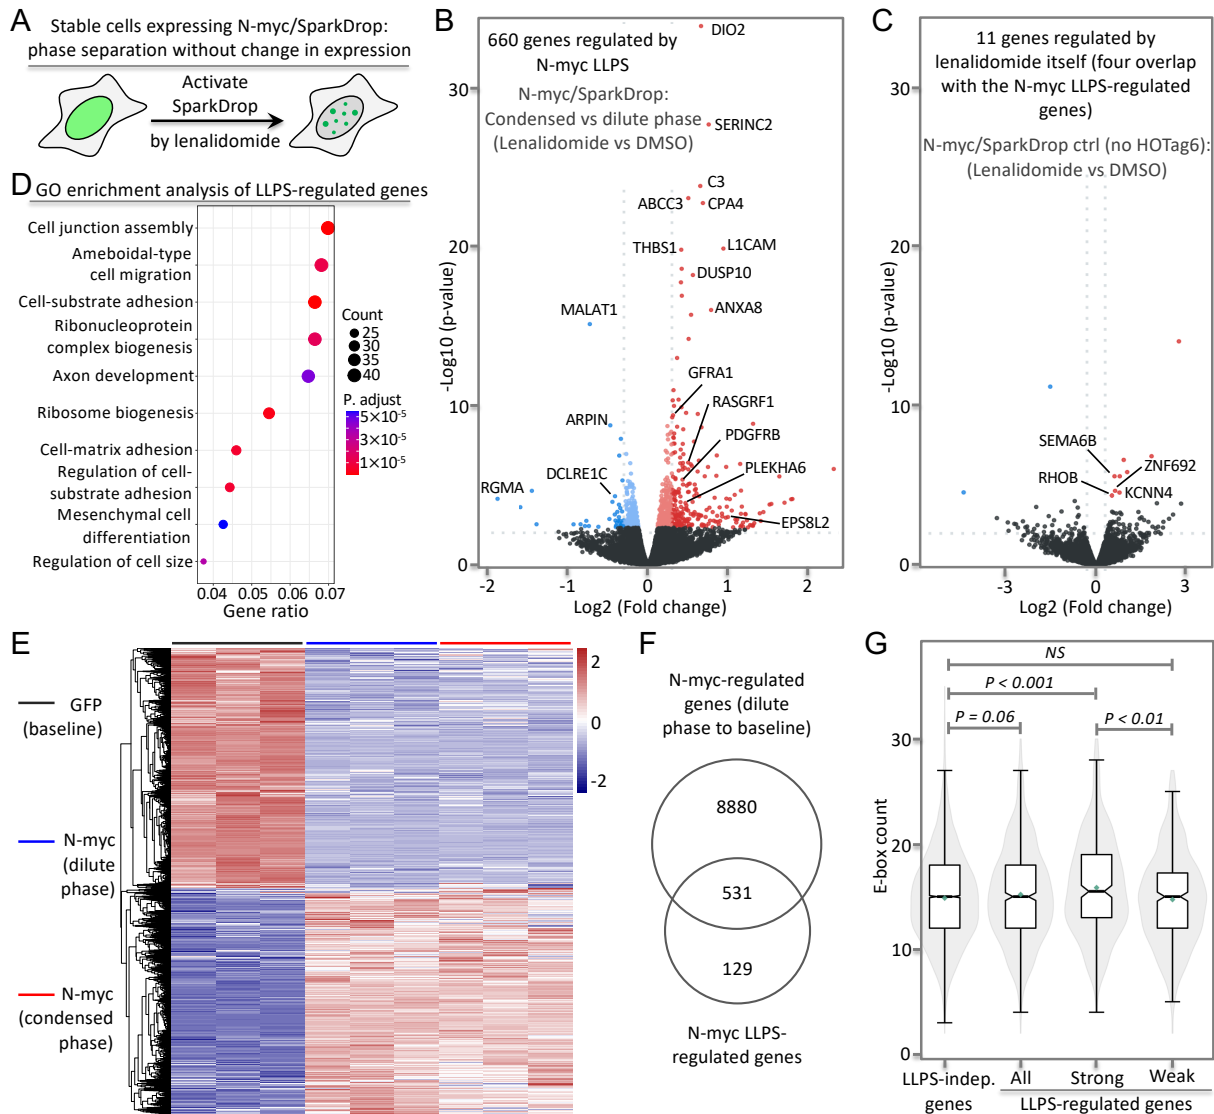 A
Stable cells expressing N-myc/SparkDrop:
phase separation without change in expression
Activate
SparkDrop
by lenalidomide
B
660 genes regulated by
N-myc LLPS
N-myc/SparkDrop:
Condensed vs dilute phase
(Lenalidomide vs DMSO)
DIO2
SERINC2
C3
ABCC3
CPA4
THBS1
L1CAM
DUSP10
MALAT1
ANXA8
GFRA1
RASGRF1
ARPIN
PDGFRB
DCLRE1C
PLEKHA6
RGMA
EPS8L2
30
20
10
0
-Log10 (p-value)
-2
-1
0
1
2
Log2 (Fold change)
C
11 genes regulated by
lenalidomide itself (four overlap
with the N-myc LLPS-regulated
genes)
N-myc/SparkDrop ctrl (no HOTag6):
(Lenalidomide vs DMSO)
SEMA6B
ZNF692
RHOB
KCNN4
30
20
10
0
-Log10 (p-value)
-3
0
3
Log2 (Fold change)
D
GO enrichment analysis of LLPS-regulated genes
Cell junction assembly
Ameboidal-type
cell migration
Cell-substrate adhesion
Ribonucleoprotein
complex biogenesis
Axon development
Ribosome biogenesis
Cell-matrix adhesion
Regulation of cell-
substrate adhesion
Mesenchymal cell
differentiation
Regulation of cell size
0.04
0.05
0.06
0.07
Gene ratio
Count
25
30
35
40
P. adjust
5×10-5
3×10-5
1×10-5
E
GFP
(baseline)
N-myc
(dilute
phase)
N-myc
(condensed
phase)
2
1
0
-1
-2
F
N-myc-regulated
genes (dilute
phase to baseline)
8880
531
129
N-myc LLPS-
regulated genes
G
NS
P < 0.001
P = 0.06
P < 0.01
30
20
10
0
E-box count
LLPS-indep.
genes
All
Strong
Weak
LLPS-regulated genes